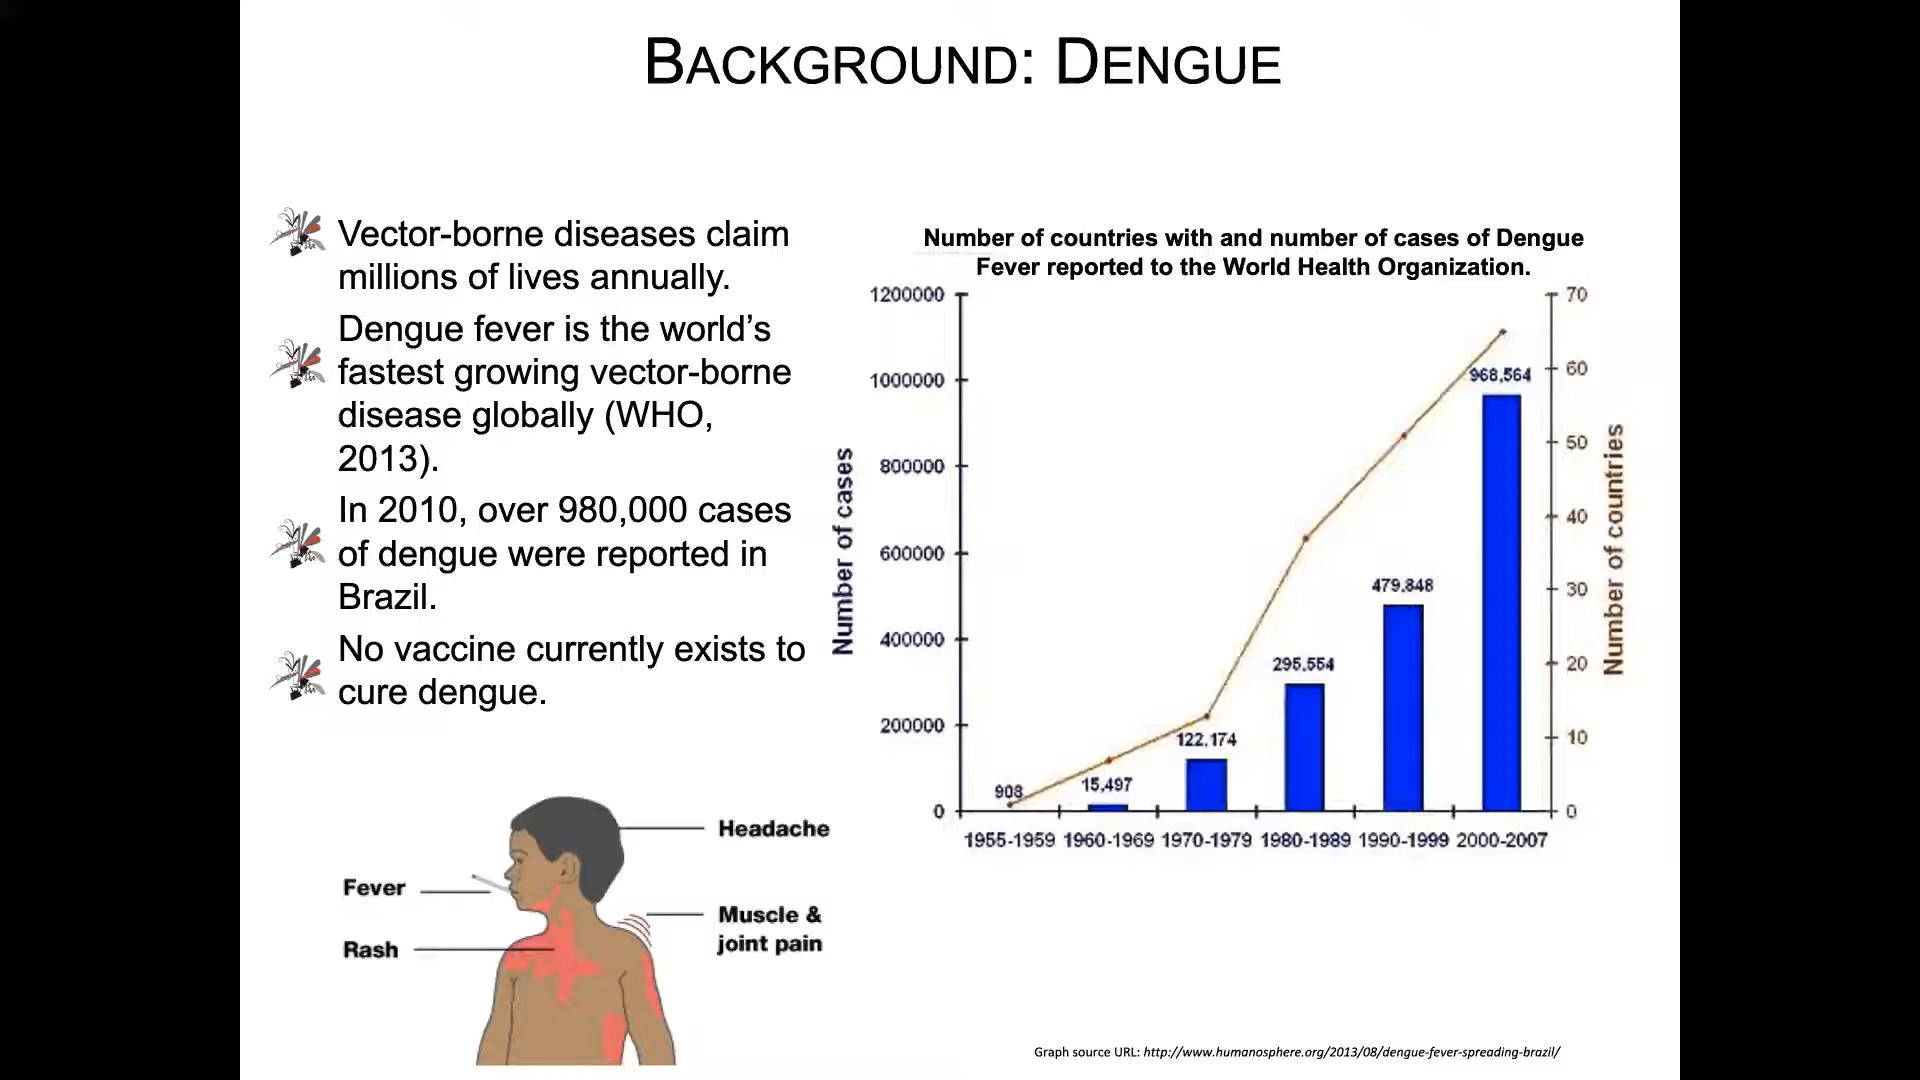 BACKGROUND: DENGUE
Vector-borne diseases claim
millions of lives annually.
Dengue fever is the world’s
fastest growing vector-borne
disease globally (WHO,
2013).
In 2010, over 980,000 cases
of dengue were reported in
Brazil.
No vaccine currently exists to
cure dengue.
Headache
Fever
Muscle &
joint pain
Rash
Number of countries with and number of cases of Dengue
Fever reported to the World Health Organization.
Number of cases
1200000
1000000
800000
600000
400000
200000
0
908
15,497
122,174
295,554
479,848
968,564
70
60
50
40
30
20
10
0
Number of countries
1955-1959 1960-1969 1970-1979 1980-1989 1990-1999 2000-2007
Graph source URL: http://www.humanosphere.org/2013/08/dengue-fever-spreading-brazil/